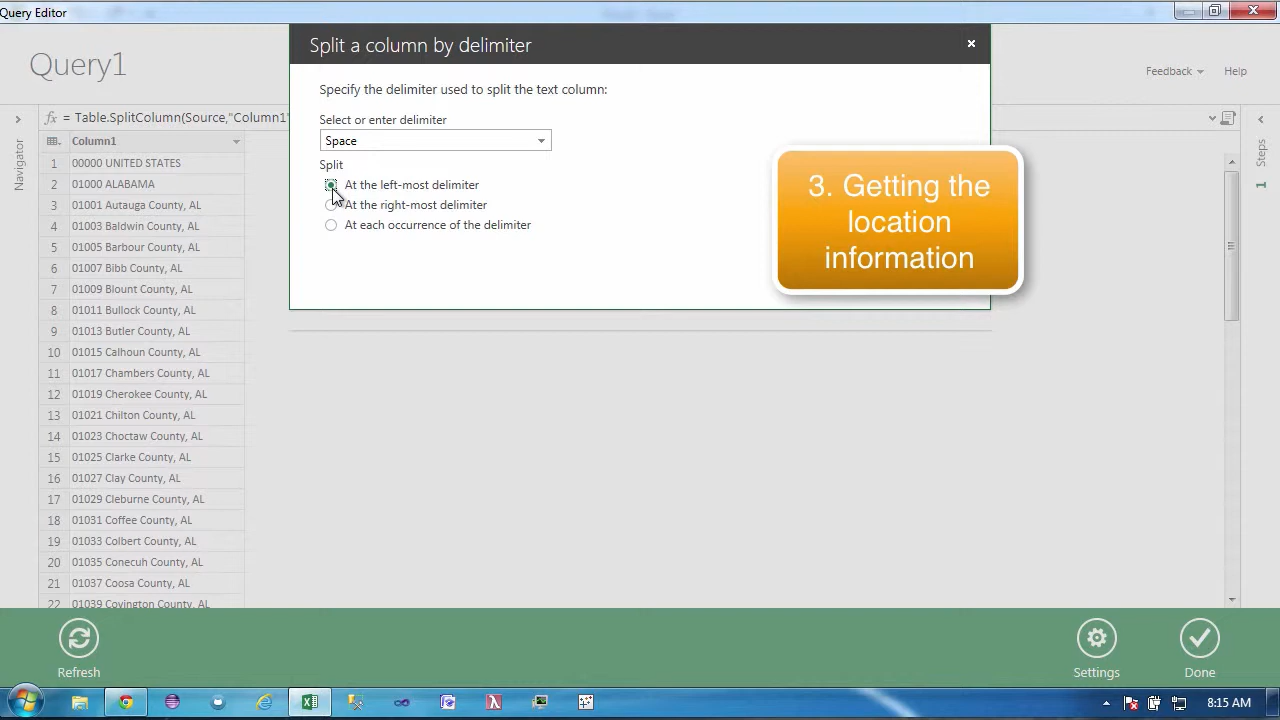 Query Editor
Query1
Feedback
Help
Navigator
fx = Table.SplitColumn(Source,"Column1"
Column1
1 00000 UNITED STATES
2 01000 ALABAMA
3 01001 Autauga County, AL
4 01003 Baldwin County, AL
5 01005 Barbour County, AL
6 01007 Bibb County, AL
7 01009 Blount County, AL
8 01011 Bullock County, AL
9 01013 Butler County, AL
10 01015 Calhoun County, AL
11 01017 Chambers County, AL
12 01019 Cherokee County, AL
13 01021 Chilton County, AL
14 01023 Choctaw County, AL
15 01025 Clarke County, AL
16 01027 Clay County, AL
17 01029 Cleburne County, AL
18 01031 Coffee County, AL
19 01033 Colbert County, AL
20 01035 Conecuh County, AL
21 01037 Coosa County, AL
22 01039 Covington County, AL
Split a column by delimiter
Specify the delimiter used to split the text column:
Select or enter delimiter
Space
Split
At the left-most delimiter
At the right-most delimiter
At each occurrence of the delimiter
3. Getting the
location
information
Steps
1
Refresh
Settings
Done
8:15 AM